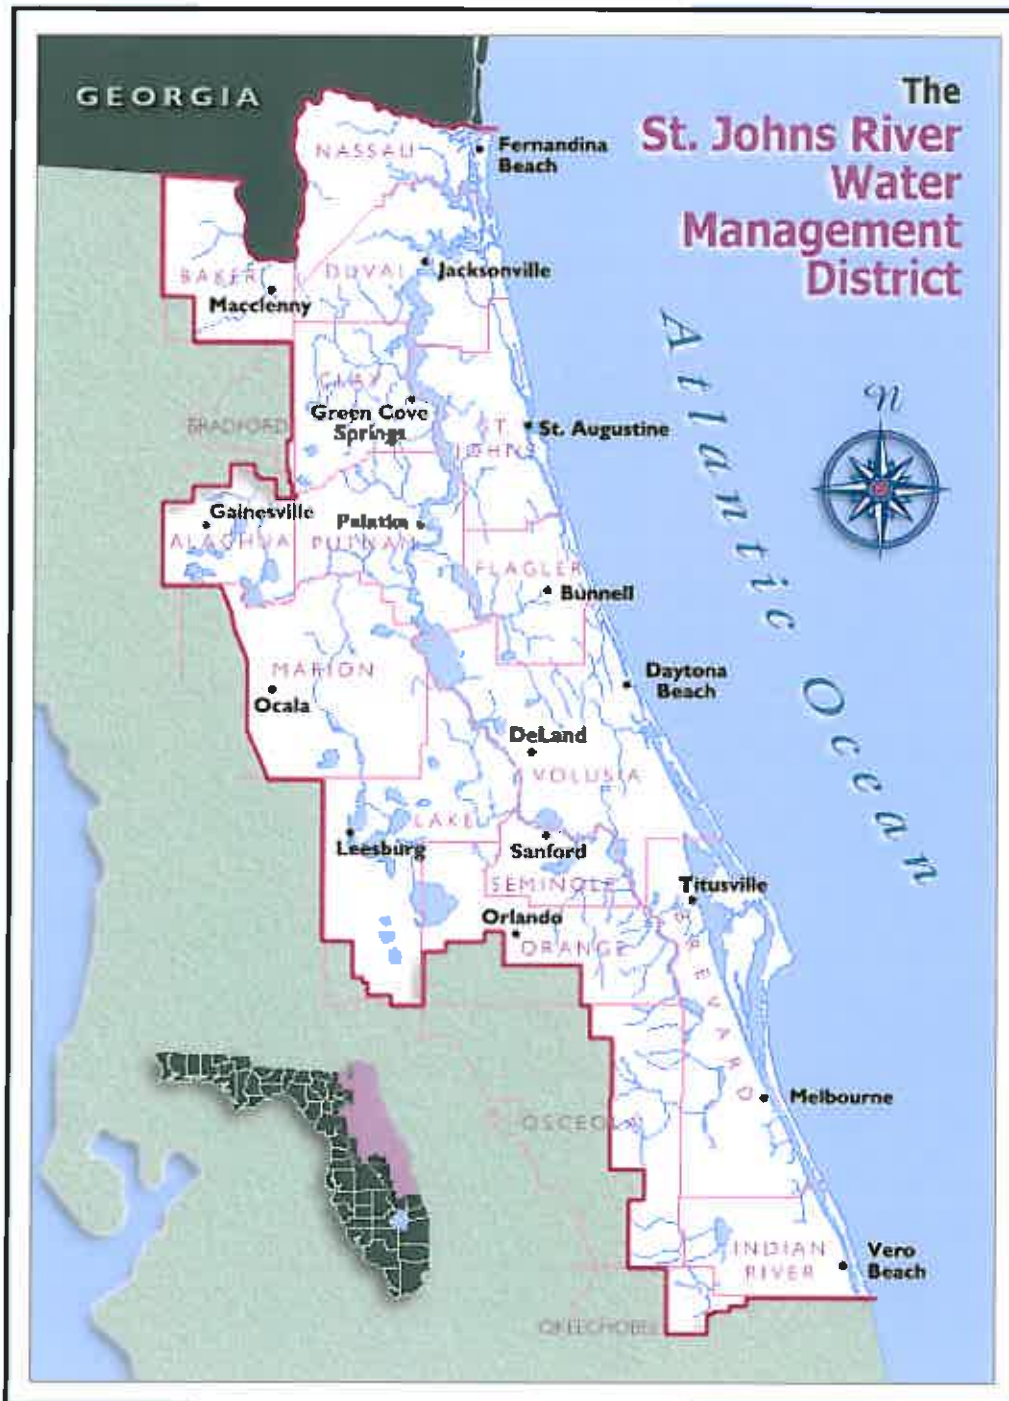 GEORGIA
The
St. Johns River
Water
Management
District
NASSAU
Fernandina
Beach
BAKER
DUVAL
Jacksonville
Macclenny
Atlantic Ocean
CLAY
n
Green Cove
Springs
BRADFORD
ST.
JOHNS
St. Augustine
Gainesville
Palatka
ALACHUA
PUTNAM
FLAGLER
Bunnell
MARION
Daytona
Beach
Ocala
DeLand
VOLUSIA
LAKE
Leesburg
Sanford
SEMINOLE
Titusville
Orlando
ORANGE
BREVARD
Melbourne
OSCEOLA
INDIAN
RIVER
Vero
Beach
OKEECHOBEE